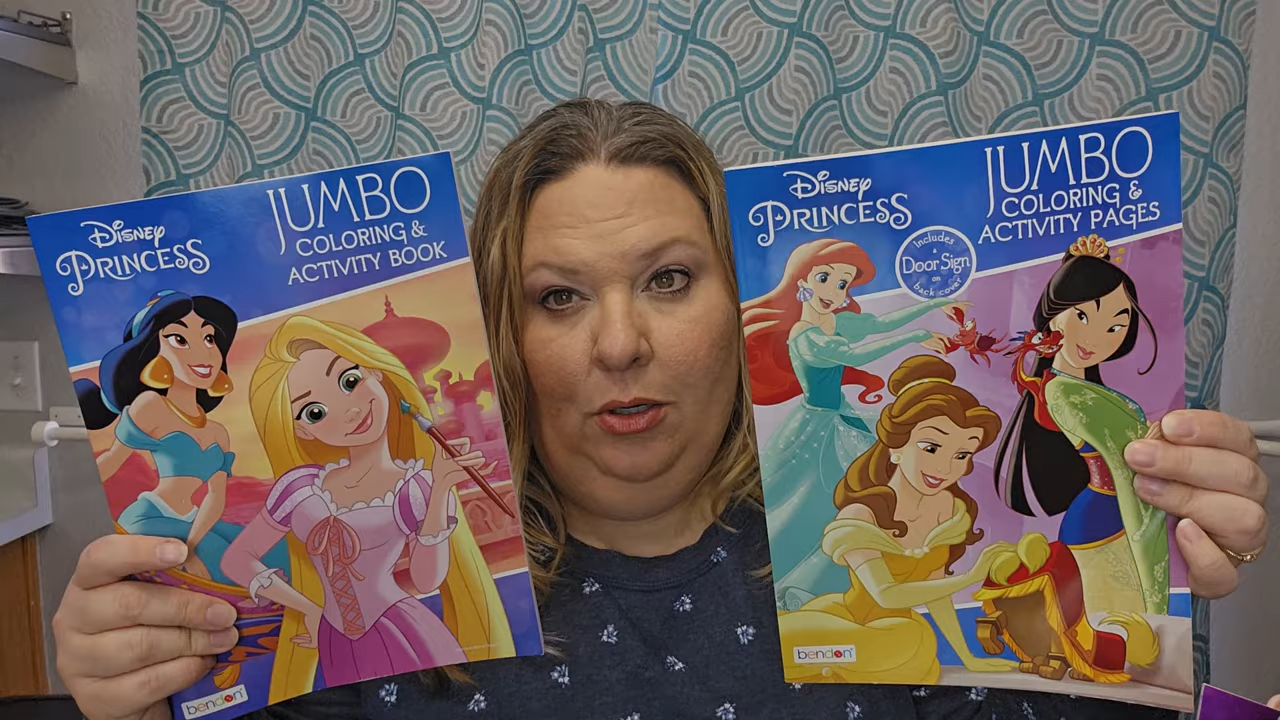 Disney
PRINCESS
JUMBO
COLORING &
ACTIVITY BOOK
bendon
Disney
PRINCESS
JUMBO
COLORING &
ACTIVITY PAGES
Includes
a
Door Sign
on
back cover
bendon